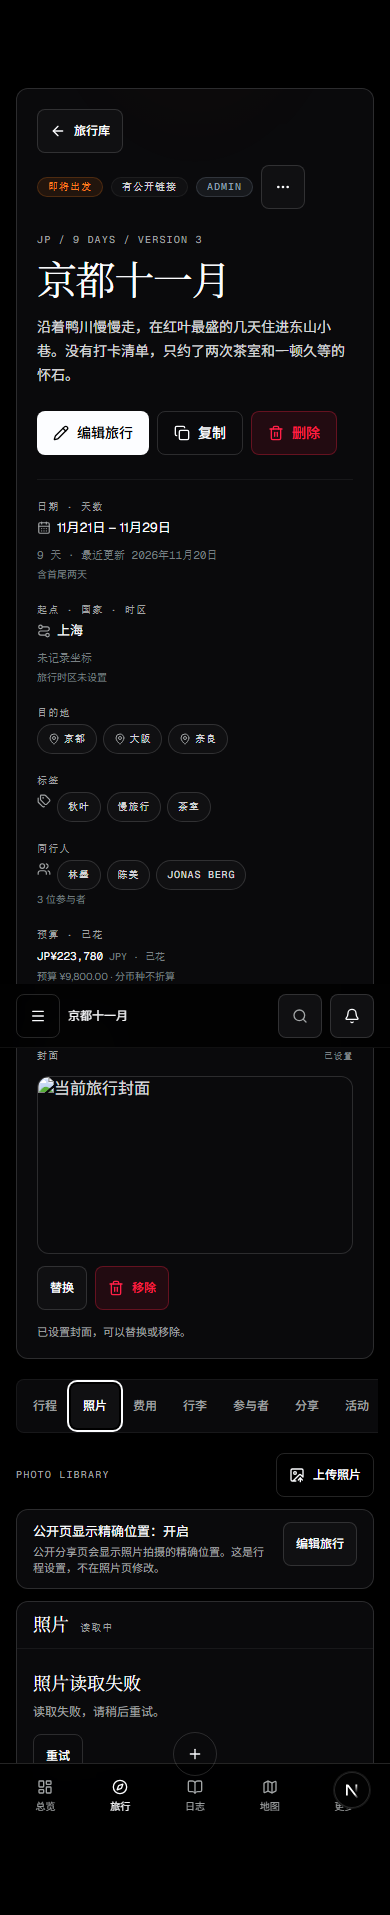 旅行库
即将出发
有公开链接
ADMIN
JP / 9 DAYS / VERSION 3
京都十一月
沿着鸭川慢慢走，在红叶最盛的几天住进东山小
巷。没有打卡清单，只约了两次茶室和一顿久等的
怀石。
编辑旅行
复制
删除
日期 · 天数
11月21日 – 11月29日
9 天 · 最近更新 2026年11月20日
含首尾两天
起点 · 国家 · 时区
上海
未记录坐标
旅行时区未设置
目的地
京都
大阪
奈良
标签
秋叶
慢旅行
茶室
同行人
林曼
陈美
JONAS BERG
3 位参与者
预算 · 已花
JP¥223,780 JPY · 已花
预算 ¥9,800.00 · 分币种不折算
京都十一月
封面
已设置
当前旅行封面
替换
移除
已设置封面，可以替换或移除。
行程
照片
费用
行李
参与者
分享
活动
PHOTO LIBRARY
上传照片
公开页显示精确位置：开启
公开分享页会显示照片拍摄的精确位置。这是行
程设置，不在照片页修改。
编辑旅行
照片
读取中
照片读取失败
读取失败，请稍后重试。
重试
总览
旅行
日志
地图
N